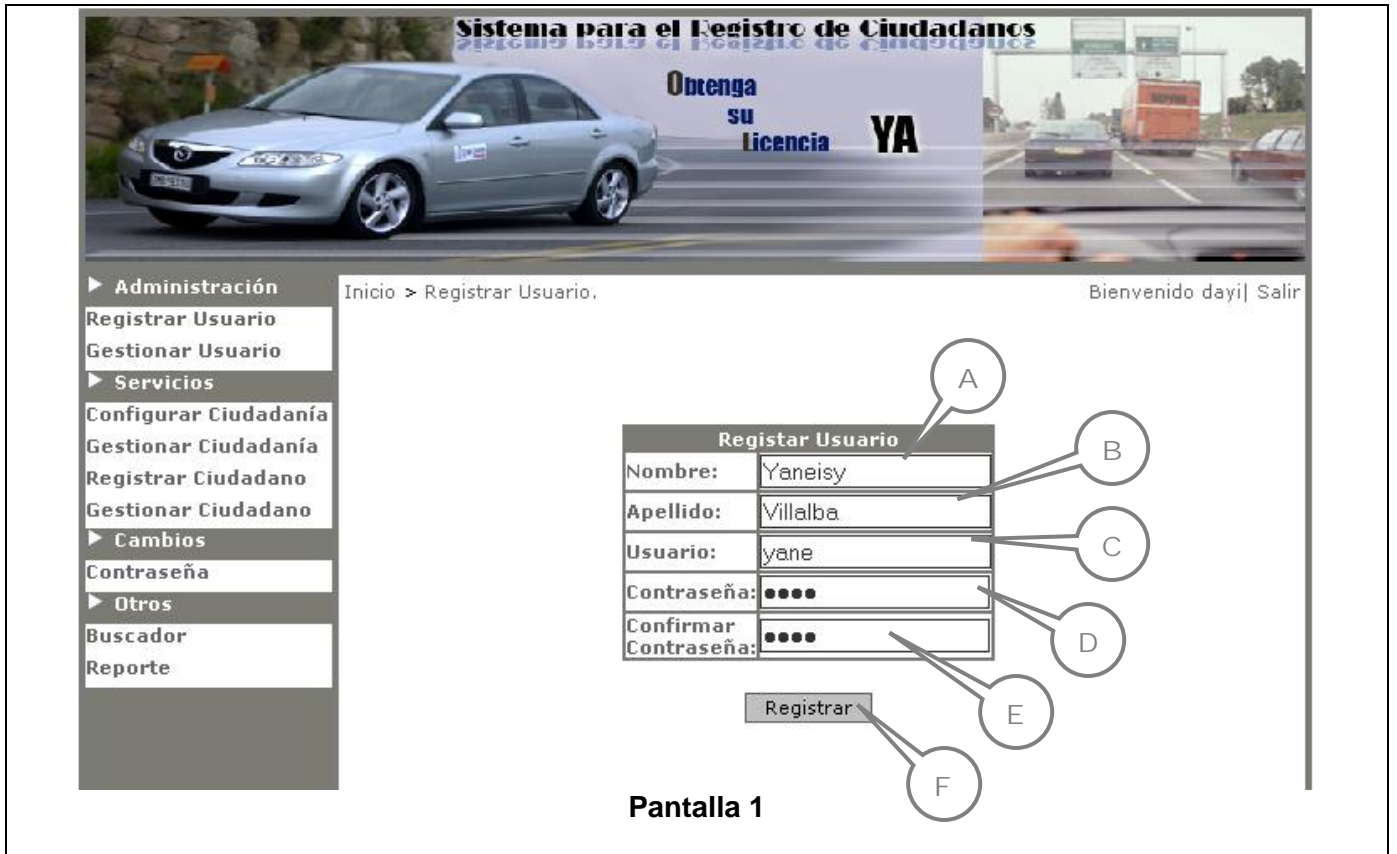 Sistema para el Registro de Ciudadanos
Obtenga
su
Licencia YA
Administración
Registrar Usuario
Gestionar Usuario
Servicios
Configurar Ciudadanía
Gestionar Ciudadanía
Registrar Ciudadano
Gestionar Ciudadano
Cambios
Contraseña
Otros
Buscador
Reporte
Inicio > Registrar Usuario.
Bienvenido dayi| Salir
Registar Usuario
Nombre: Yaneisy
Apellido: Villalba
Usuario: yane
Contraseña: ●●●●
Confirmar
Contraseña: ●●●●
Registrar
A
B
C
D
E
F
Pantalla 1